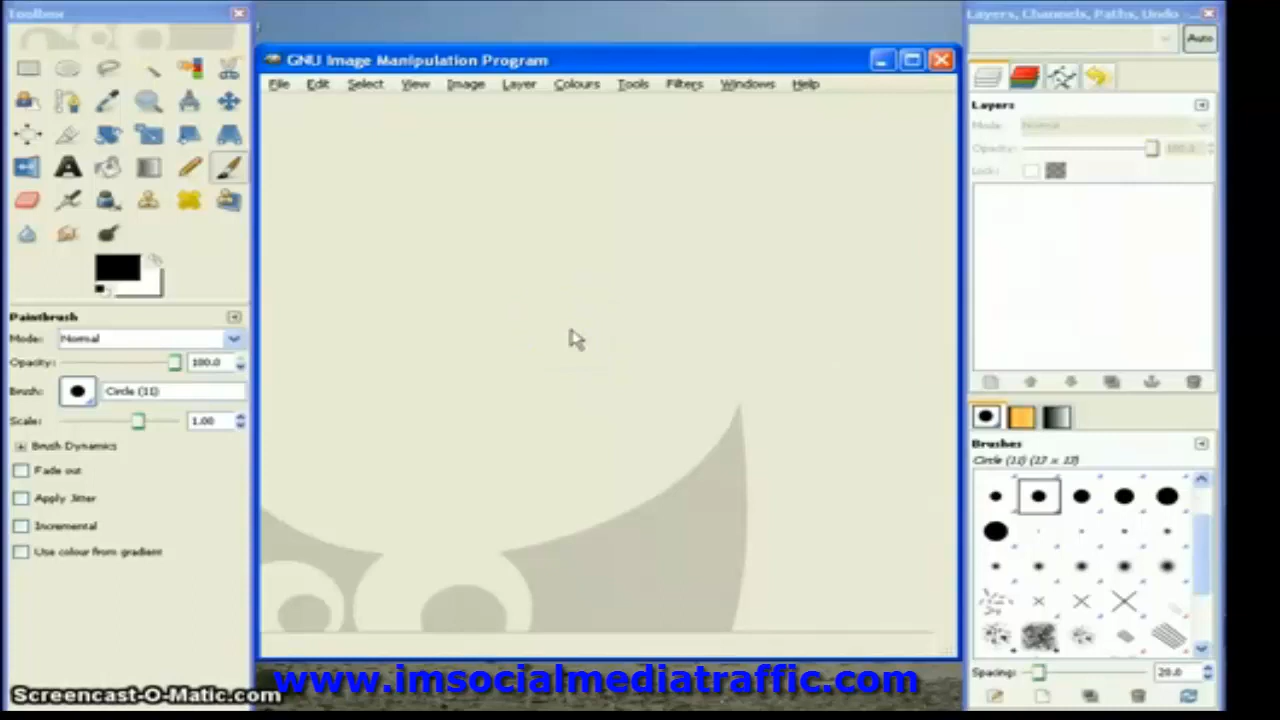 Toolbox
Paintbrush
Mode: Normal
Opacity: 100.0
Brush: Circle (11)
Scale: 1.00
Brush Dynamics
Fade out
Apply Jitter
Incremental
Use colour from gradient
GNU Image Manipulation Program
File Edit Select View Image Layer Colours Tools Filters Windows Help
Layers, Channels, Paths, Undo
Auto
Layers
Mode: Normal
Opacity: 100.0
Lock:
Brushes
Circle (11) (13 x 13)
Spacing: 20.0
Screencast-O-Matic.com
www.imsocialmediatraffic.com